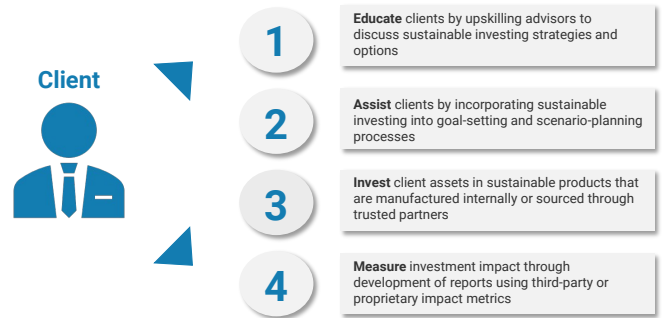 Client
1
Educate clients by upskilling advisors to
discuss sustainable investing strategies and
options
2
Assist clients by incorporating sustainable
investing into goal-setting and scenario-planning
processes
3
Invest client assets in sustainable products that
are manufactured internally or sourced through
trusted partners
4
Measure investment impact through
development of reports using third-party or
proprietary impact metrics